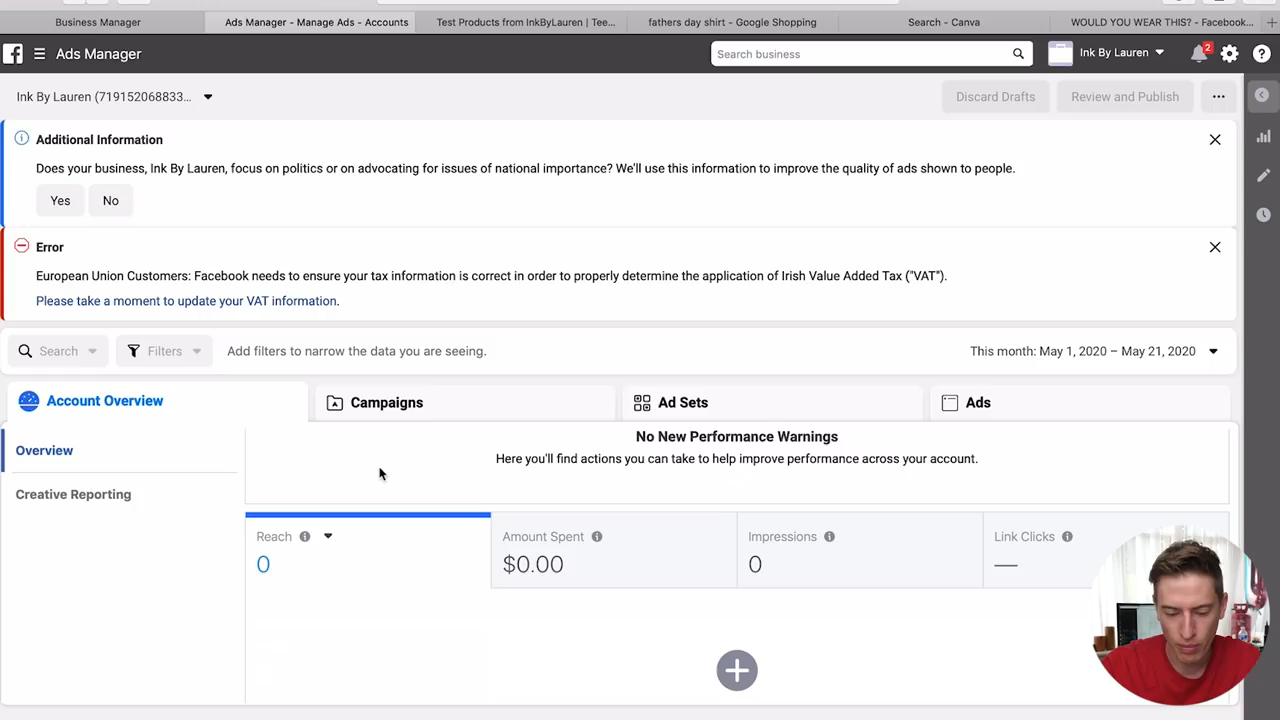 Business Manager
Ads Manager - Manage Ads - Accounts
Test Products from InkByLauren | Tee...
fathers day shirt - Google Shopping
Search - Canva
WOULD YOU WEAR THIS? - Facebook...
Ads Manager
Search business
Ink By Lauren
2
Ink By Lauren (719152068833...
Discard Drafts
Review and Publish
Additional Information
Does your business, Ink By Lauren, focus on politics or on advocating for issues of national importance? We'll use this information to improve the quality of ads shown to people.
Yes
No
Error
European Union Customers: Facebook needs to ensure your tax information is correct in order to properly determine the application of Irish Value Added Tax ("VAT").
Please take a moment to update your VAT information.
Search
Filters
Add filters to narrow the data you are seeing.
This month: May 1, 2020 – May 21, 2020
Account Overview
Campaigns
Ad Sets
Ads
Overview
Creative Reporting
No New Performance Warnings
Here you'll find actions you can take to help improve performance across your account.
Reach
0
Amount Spent
$0.00
Impressions
0
Link Clicks
—